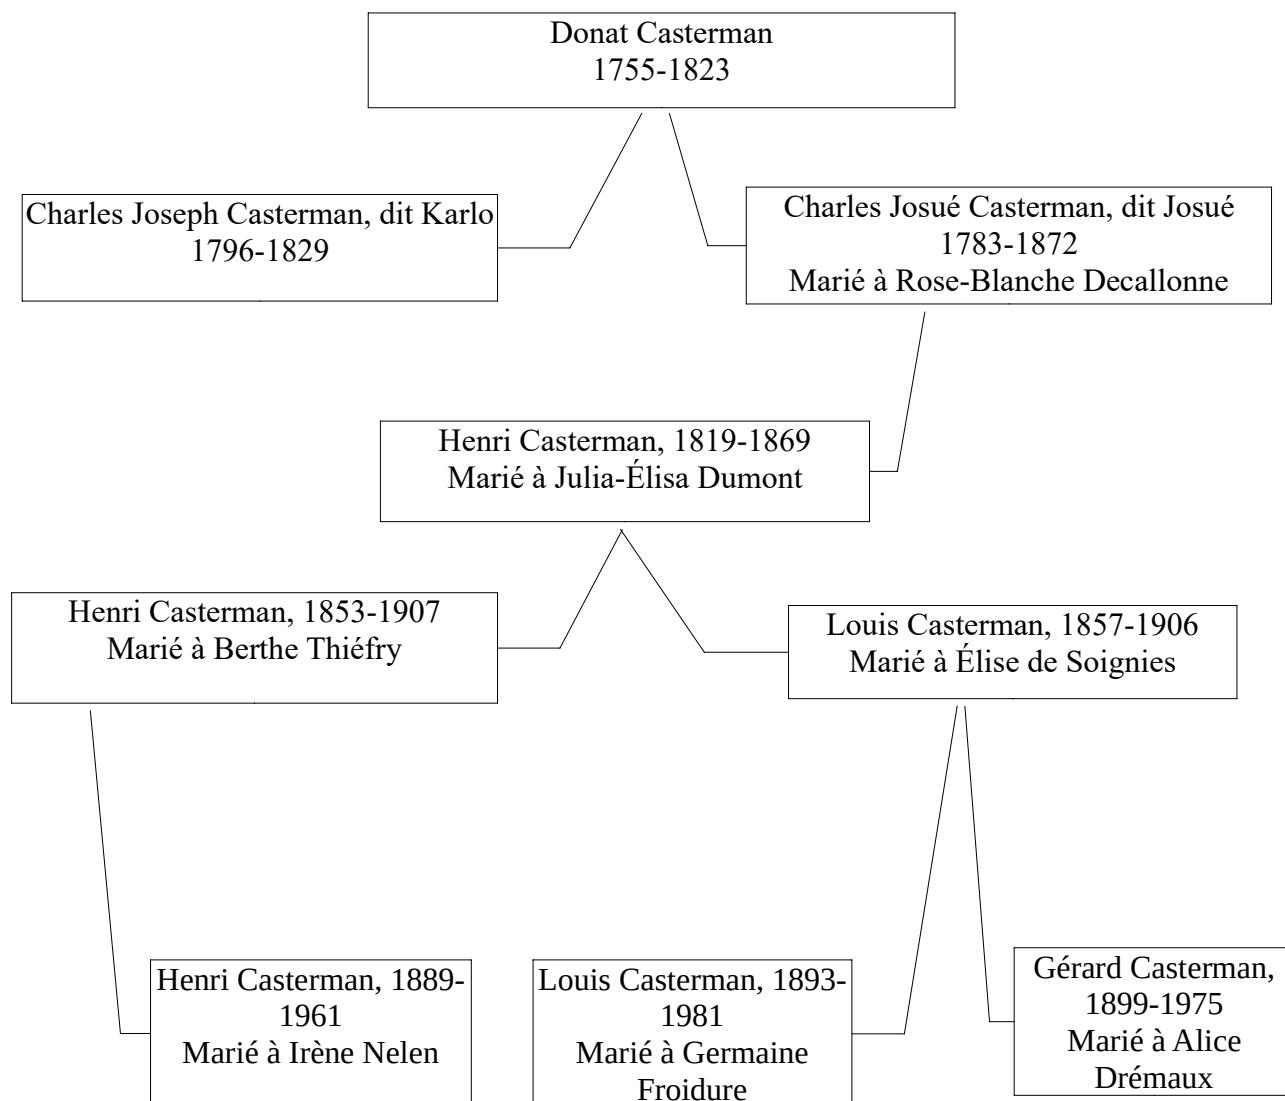 Donat Casterman
1755-1823
Charles Joseph Casterman, dit Karlo
1796-1829
Charles Josué Casterman, dit Josué
1783-1872
Marié à Rose-Blanche Decallonne
Henri Casterman, 1819-1869
Marié à Julia-Élisa Dumont
Henri Casterman, 1853-1907
Marié à Berthe Thiéfry
Louis Casterman, 1857-1906
Marié à Élise de Soignies
Henri Casterman, 1889-
1961
Marié à Irène Nelen
Louis Casterman, 1893-
1981
Marié à Germaine
Froidure
Gérard Casterman,
1899-1975
Marié à Alice
Drémaux